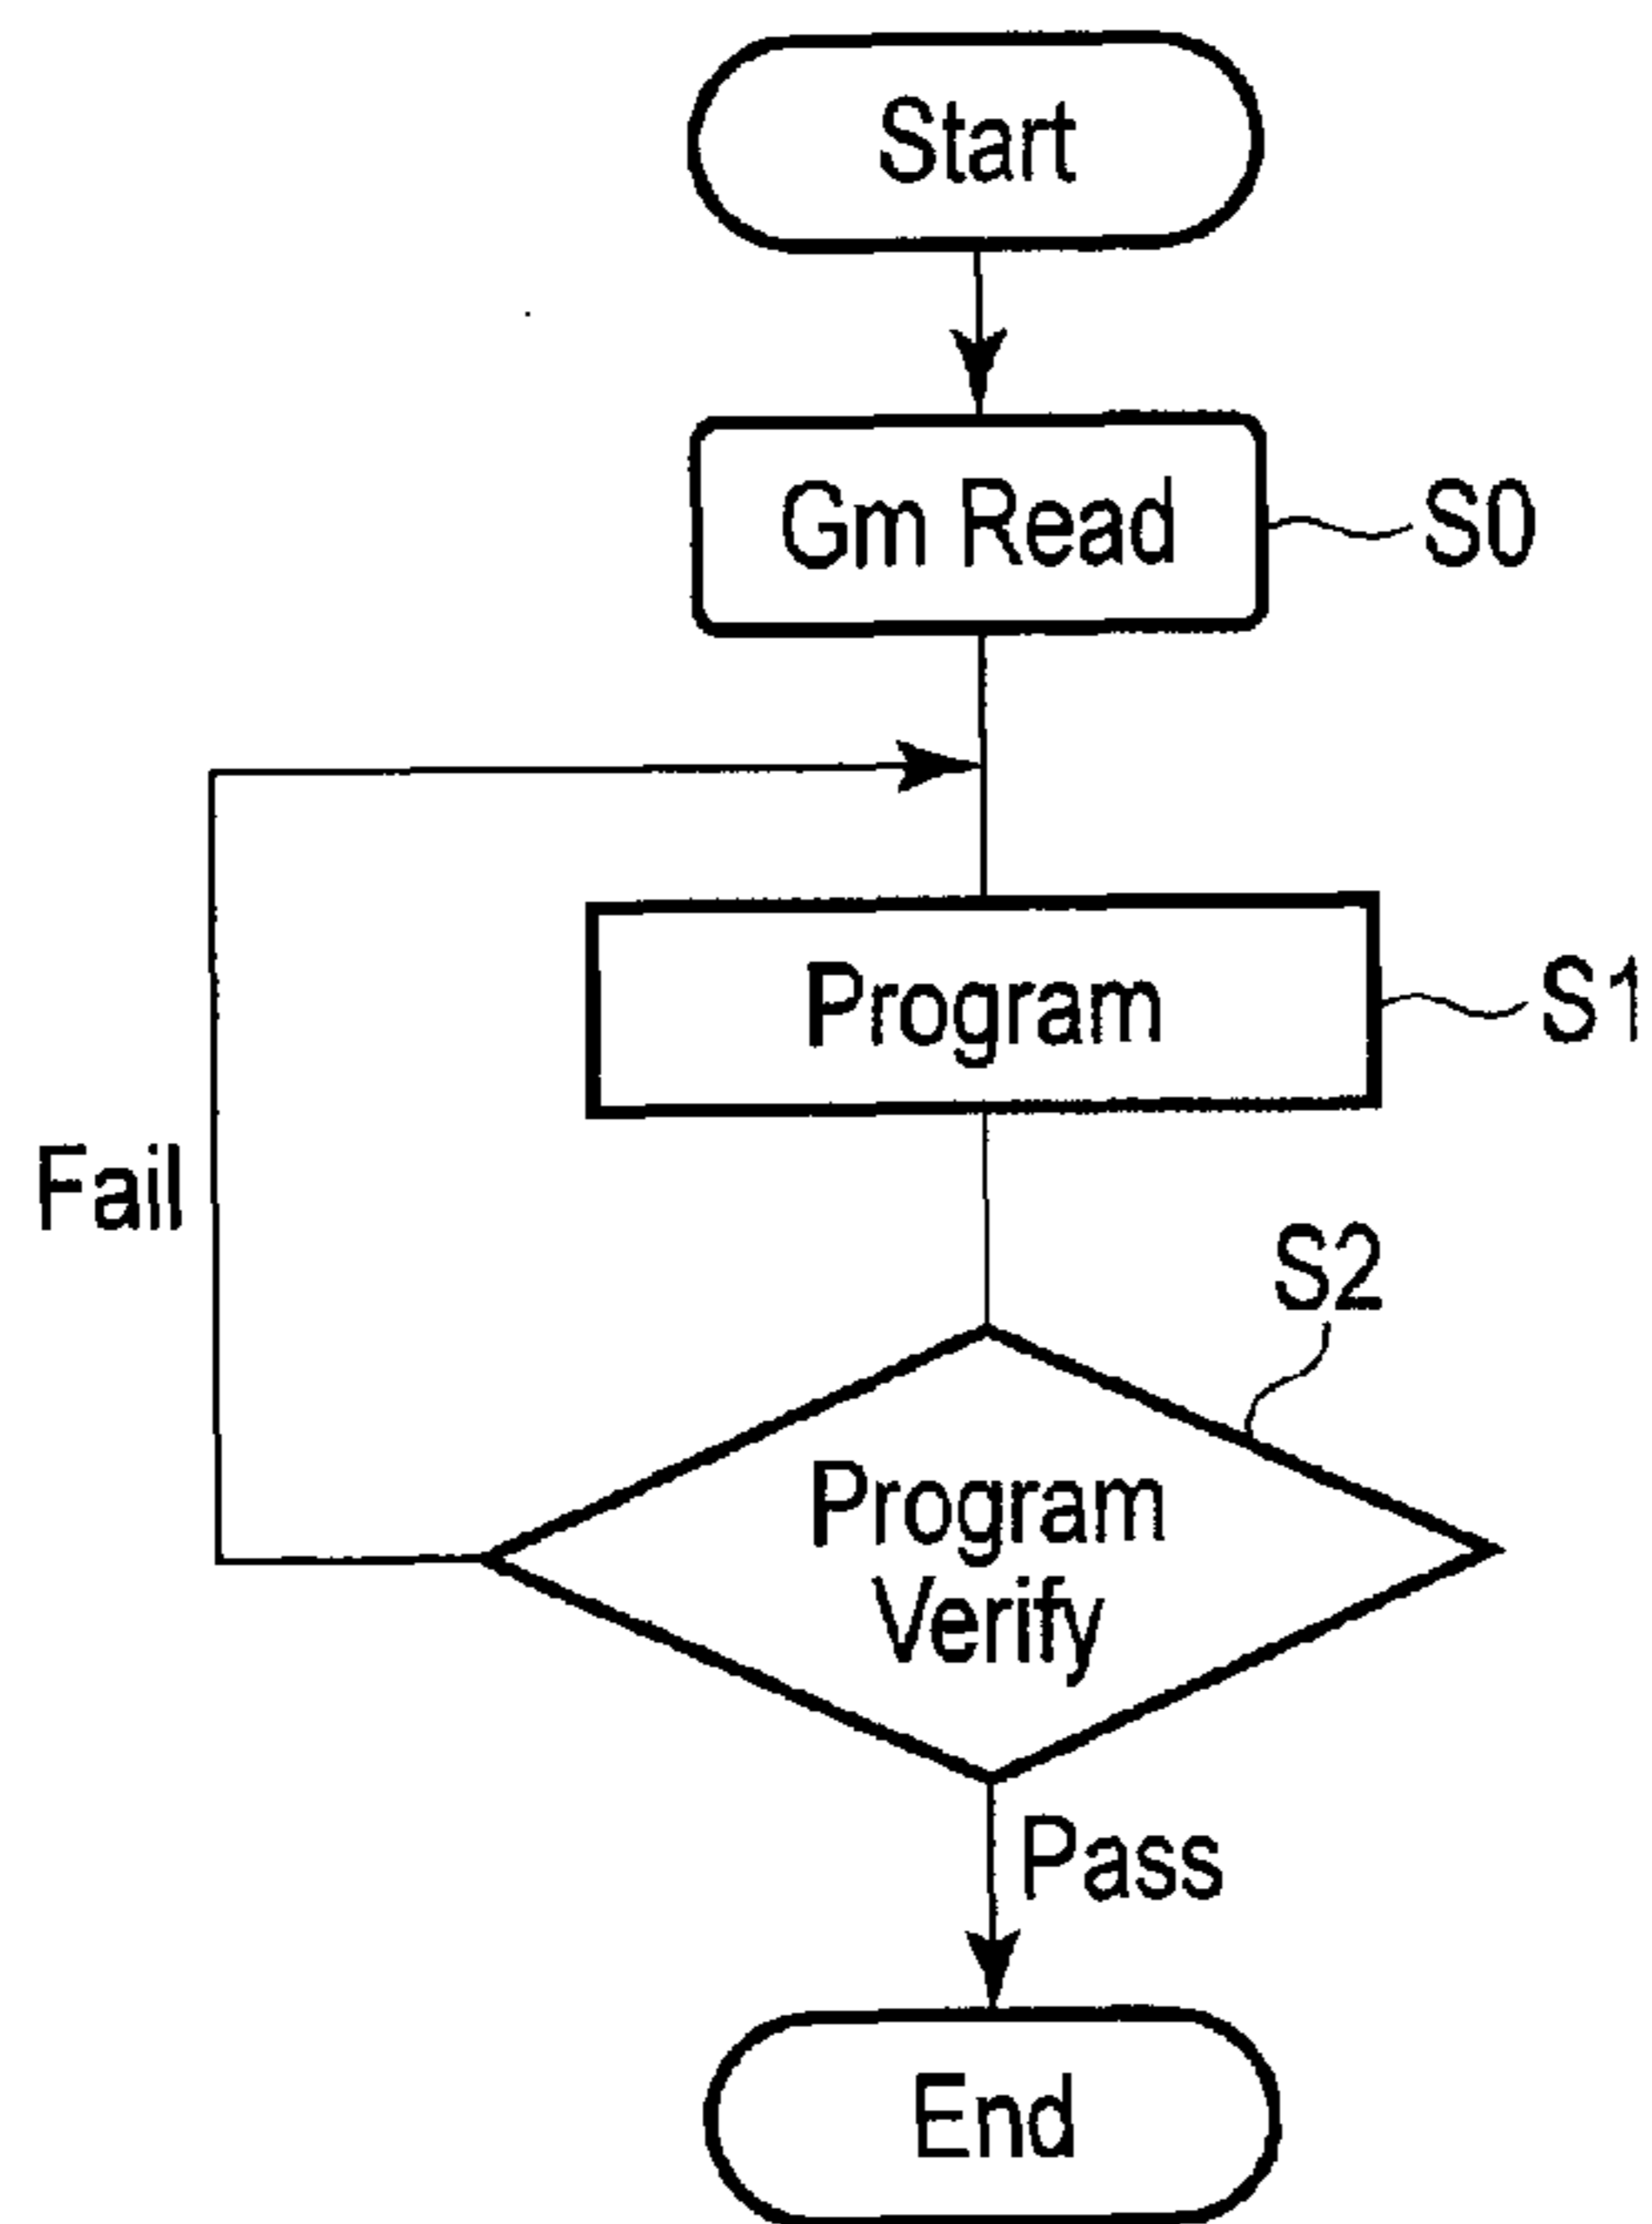 Start
Gm Read
S0
Program
S1
Fail
S2
Program
Verify
Pass
End